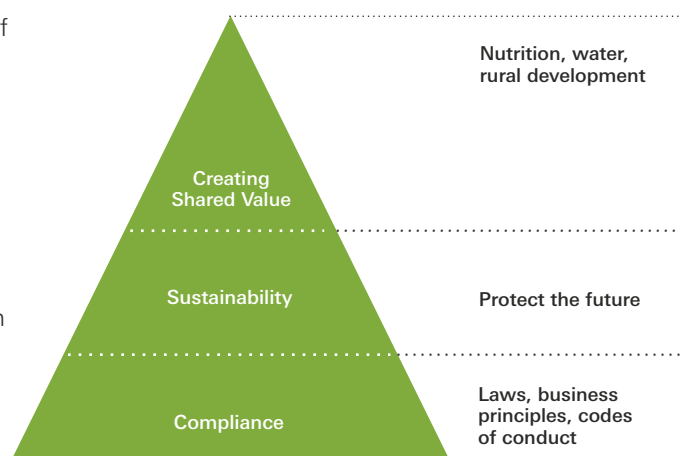 f
Nutrition, water,
rural development
Creating
Shared Value
Sustainability
Protect the future
n
Laws, business
principles, codes
of conduct
Compliance